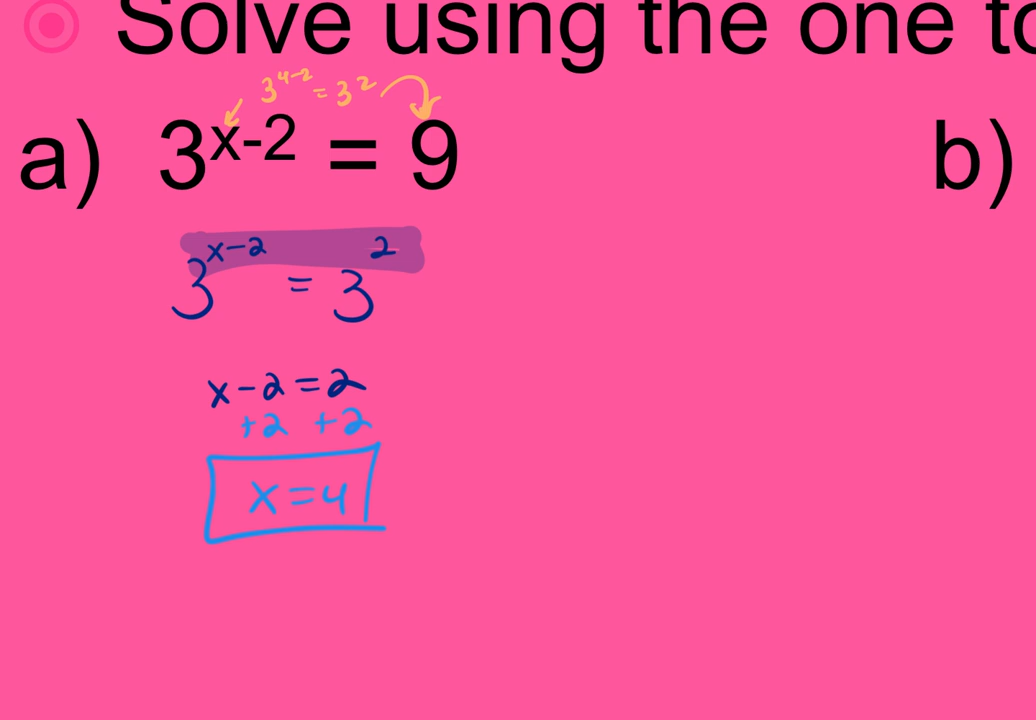 Solve using the one to
3^{4-2} = 3^2
a) 3^{x-2} = 9
b)
3^{x-2} = 3^2
x-2=2
+2 +2
x=4